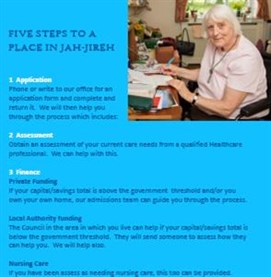 FIVE STEPS TO A
PLACE IN JAH-JIREH
1 Application
Phone or write to our office for an
application form and complete and
return it. We will then help you
through the process which includes:
2 Assessment
Obtain an assessment of your current care needs from a qualified Healthcare
professional. We can help with this.
3 Finance
Private Funding
If your capital/savings total is above the government threshold and/or you
own your own home, our admissions team can guide you through the process.
Local Authority Funding
The Council in the area in which you live can help if your capital/savings total is
below the government threshold. They will send someone to assess how they
can help you. We will help also.
Nursing Care
If you have been assessed as needing nursing care, this too can be provided.